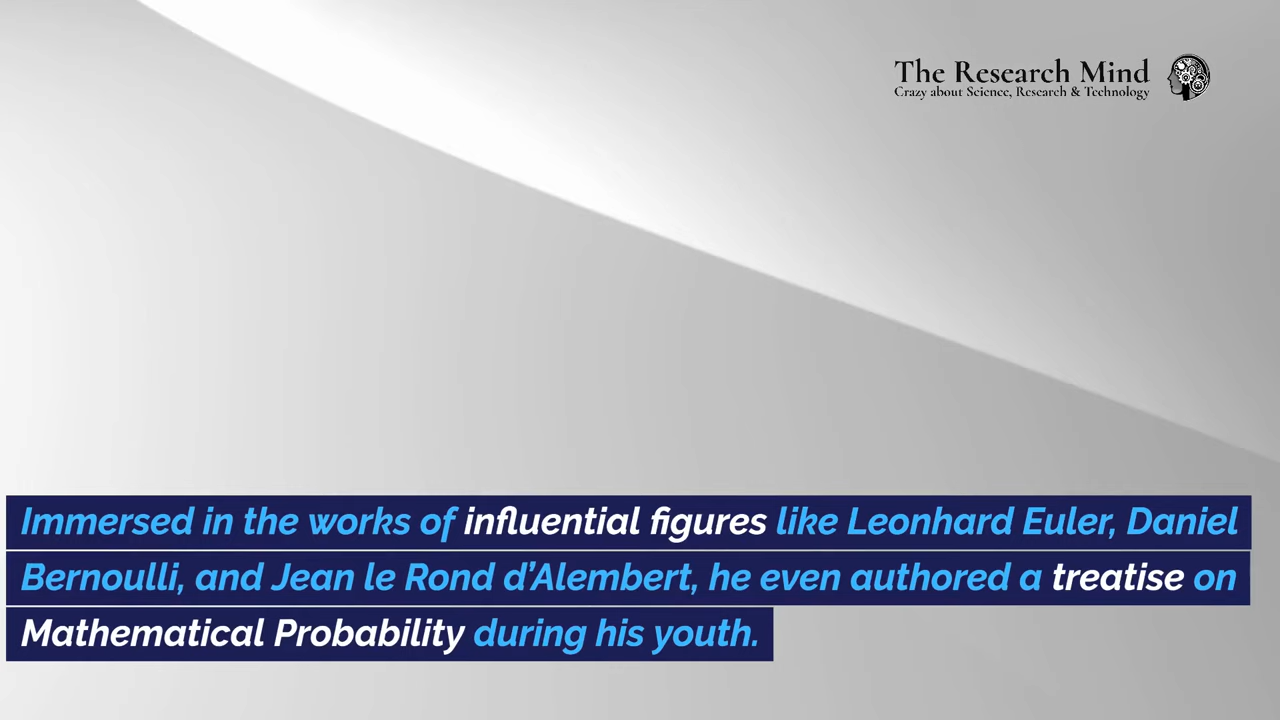 The Research Mind
Crazy about Science, Research & Technology
Immersed in the works of influential figures like Leonhard Euler, Daniel
Bernoulli, and Jean le Rond d’Alembert, he even authored a treatise on
Mathematical Probability during his youth.